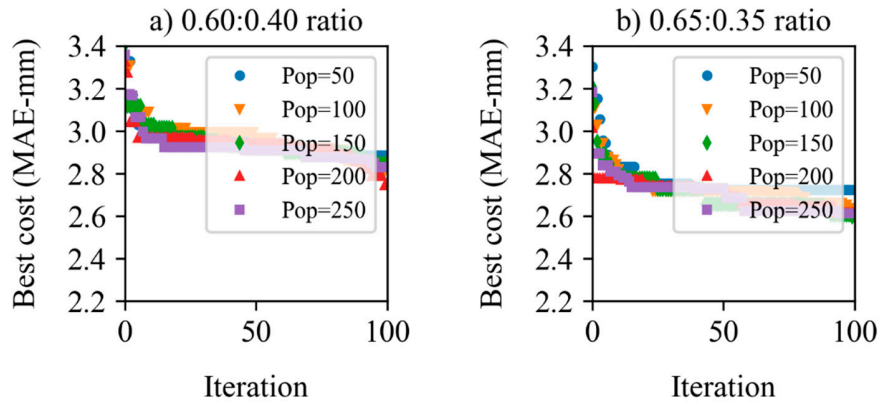 a) 0.60:0.40 ratio
Best cost (MAE-mm)
3.4
3.2
3.0
2.8
2.6
2.4
2.2
0
50
100
Iteration
Pop=50
Pop=100
Pop=150
Pop=200
Pop=250
b) 0.65:0.35 ratio
Best cost (MAE-mm)
3.4
3.2
3.0
2.8
2.6
2.4
2.2
0
50
100
Iteration
Pop=50
Pop=100
Pop=150
Pop=200
Pop=250